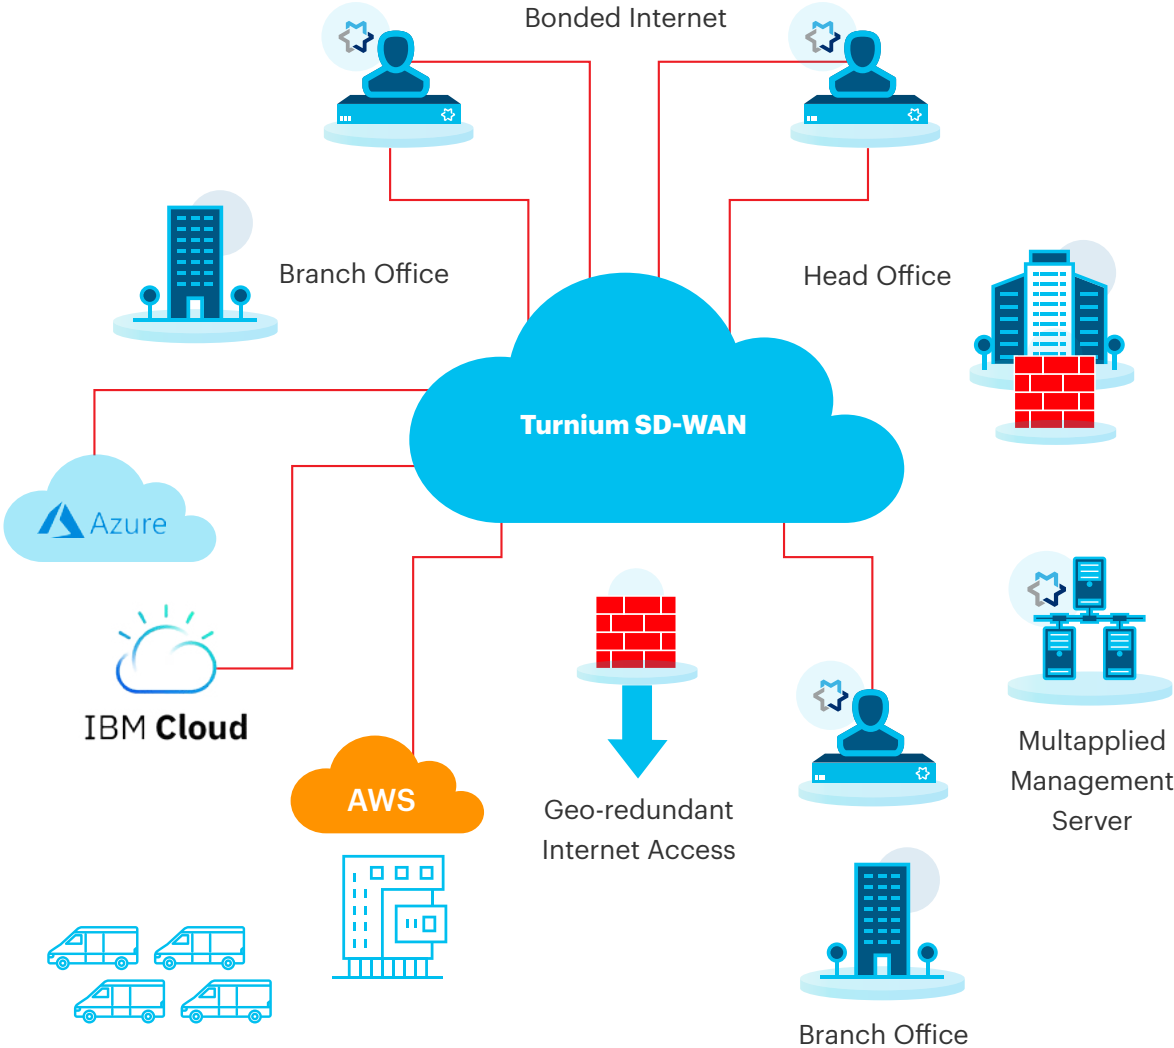 Bonded Internet
Branch Office
Head Office
Turnium SD-WAN
Azure
IBM Cloud
AWS
Geo-redundant
Internet Access
Multapplied
Management
Server
Branch Office